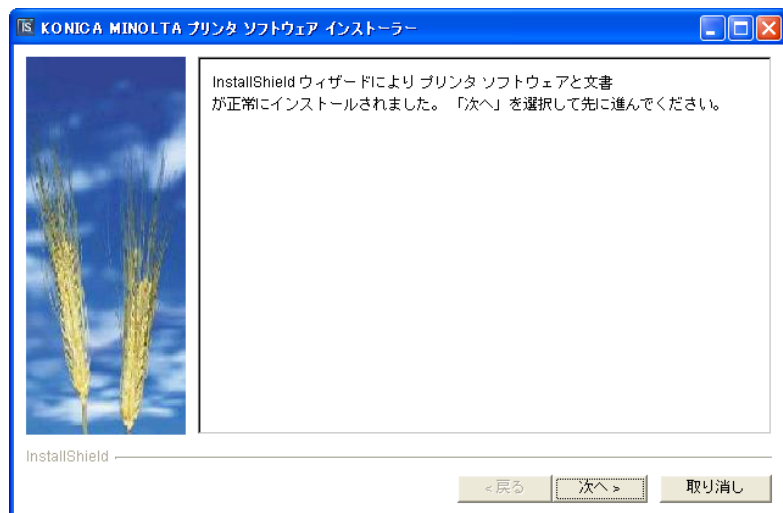 KONICA MINOLTA プリンタ ソフトウェア インストーラー
InstallShield ウィザードにより プリンタ ソフトウェアと文書
が正常にインストールされました。 「次へ」を選択して先に進んでください。
InstallShield
< 戻る
次へ >
取り消し